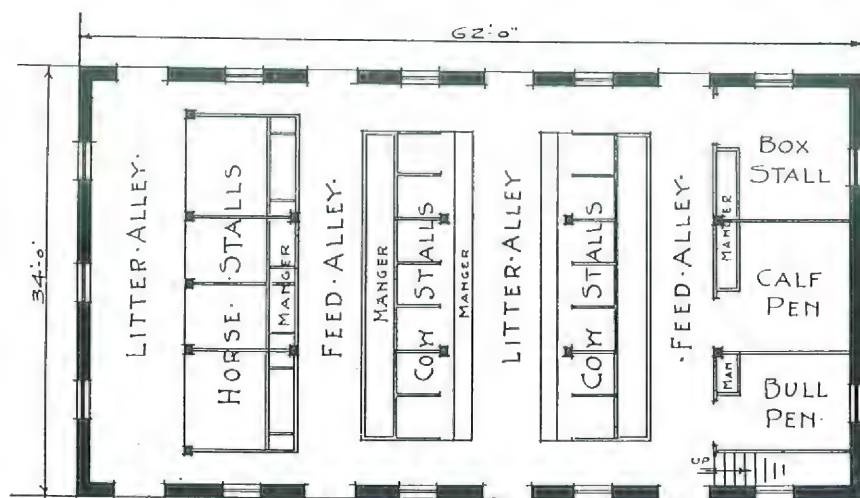 62'-0"
34'-0"
LITTER·ALLEY·
HORSE· STALLS
MANGER
FEED·ALLEY·
MANGER
COW STALLS
MANGER
LITTER·ALLEY
COW STALLS
·FEED·ALLEY·
BOX
STALL
MANGER
CALF
PEN
MAN
BULL
PEN·
UP